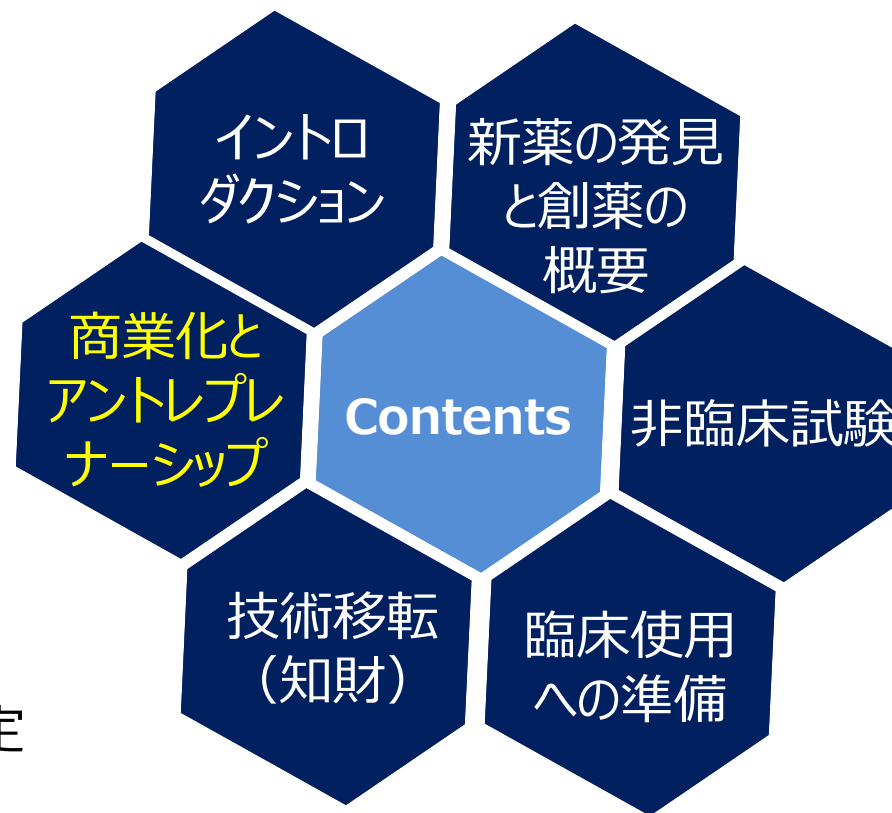 イントロ
ダクション
新薬の発見
と創薬の
概要
商業化と
アントレプレ
ナーシップ
Contents
非臨床試験
技術移転
（知財）
臨床使用
への準備
定